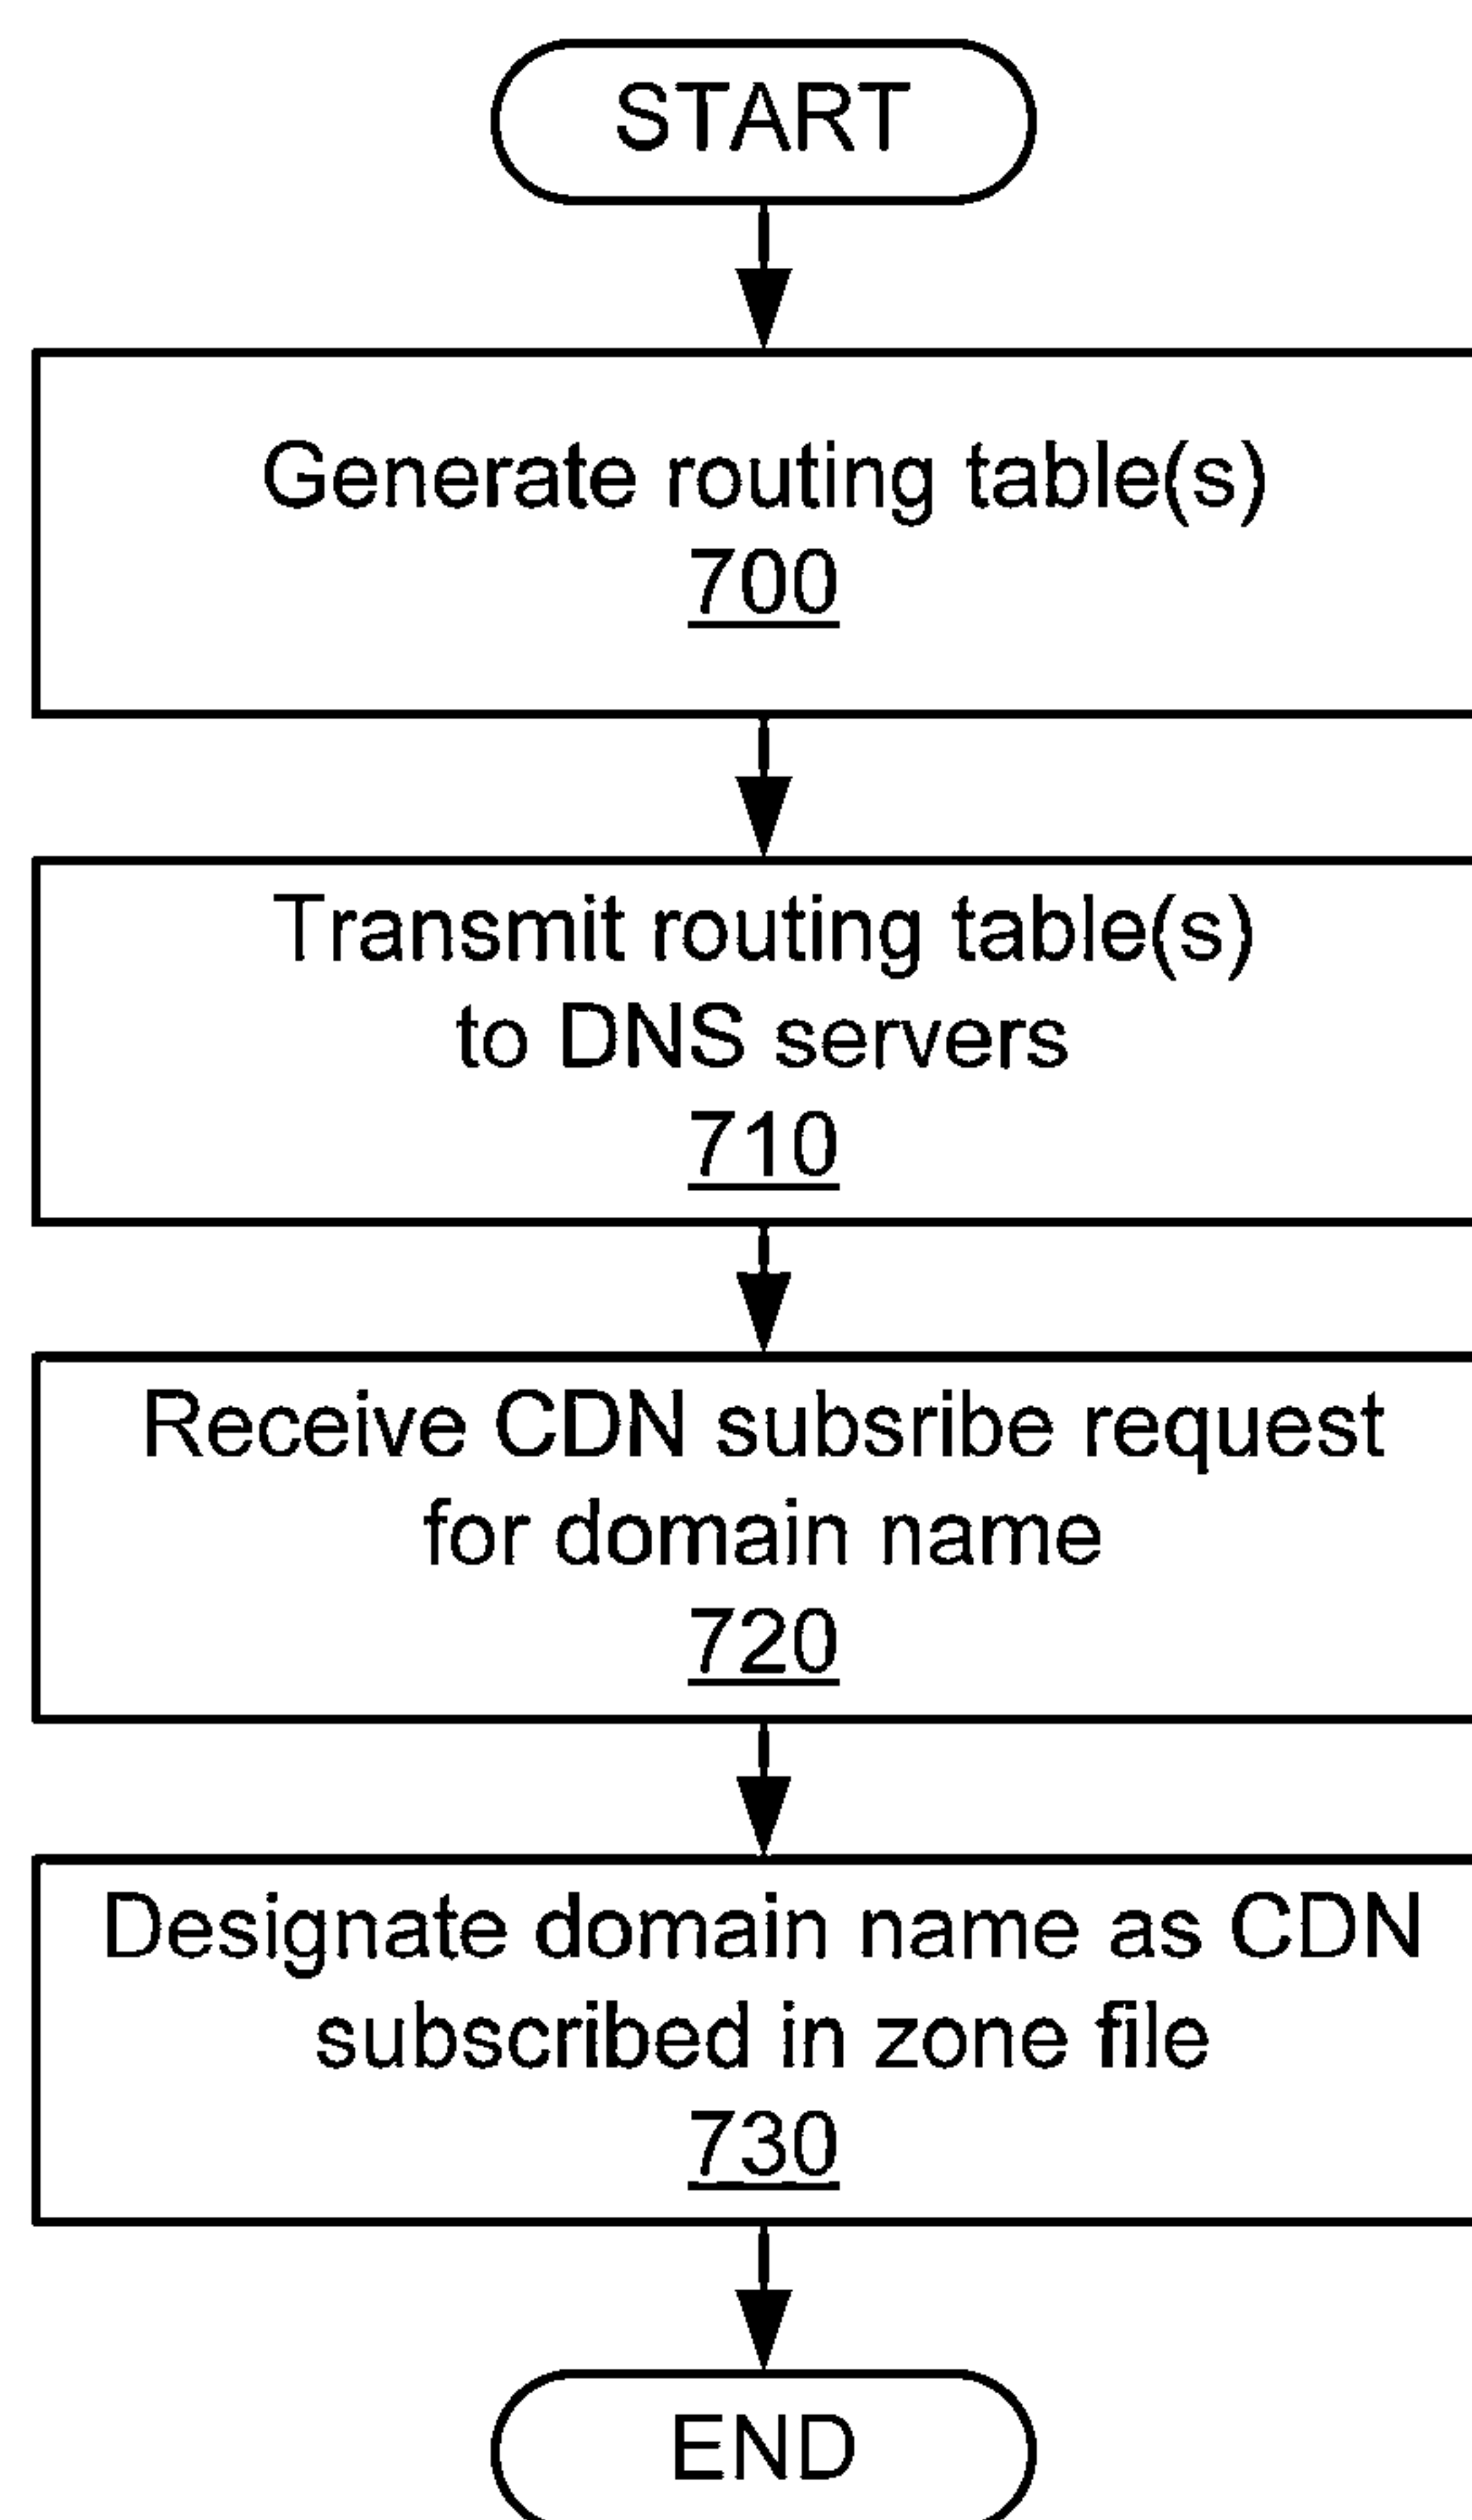 START
Generate routing table(s)
700
Transmit routing table(s)
to DNS servers
710
Receive CDN subsribe request
for domain name
720
Designate domain name as CDN
subscribed in zone file
730
END